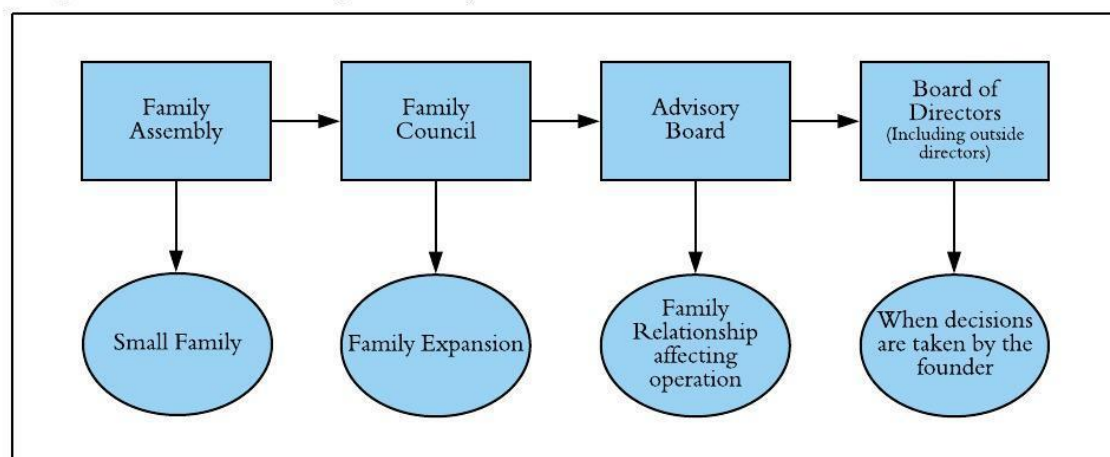 Family
Assembly
Family
Council
Advisory
Board
Board of
Directors
(Including outside
directors)
Small Family
Family Expansion
Family
Relationship
affecting
operation
When decisions
are taken by the
founder